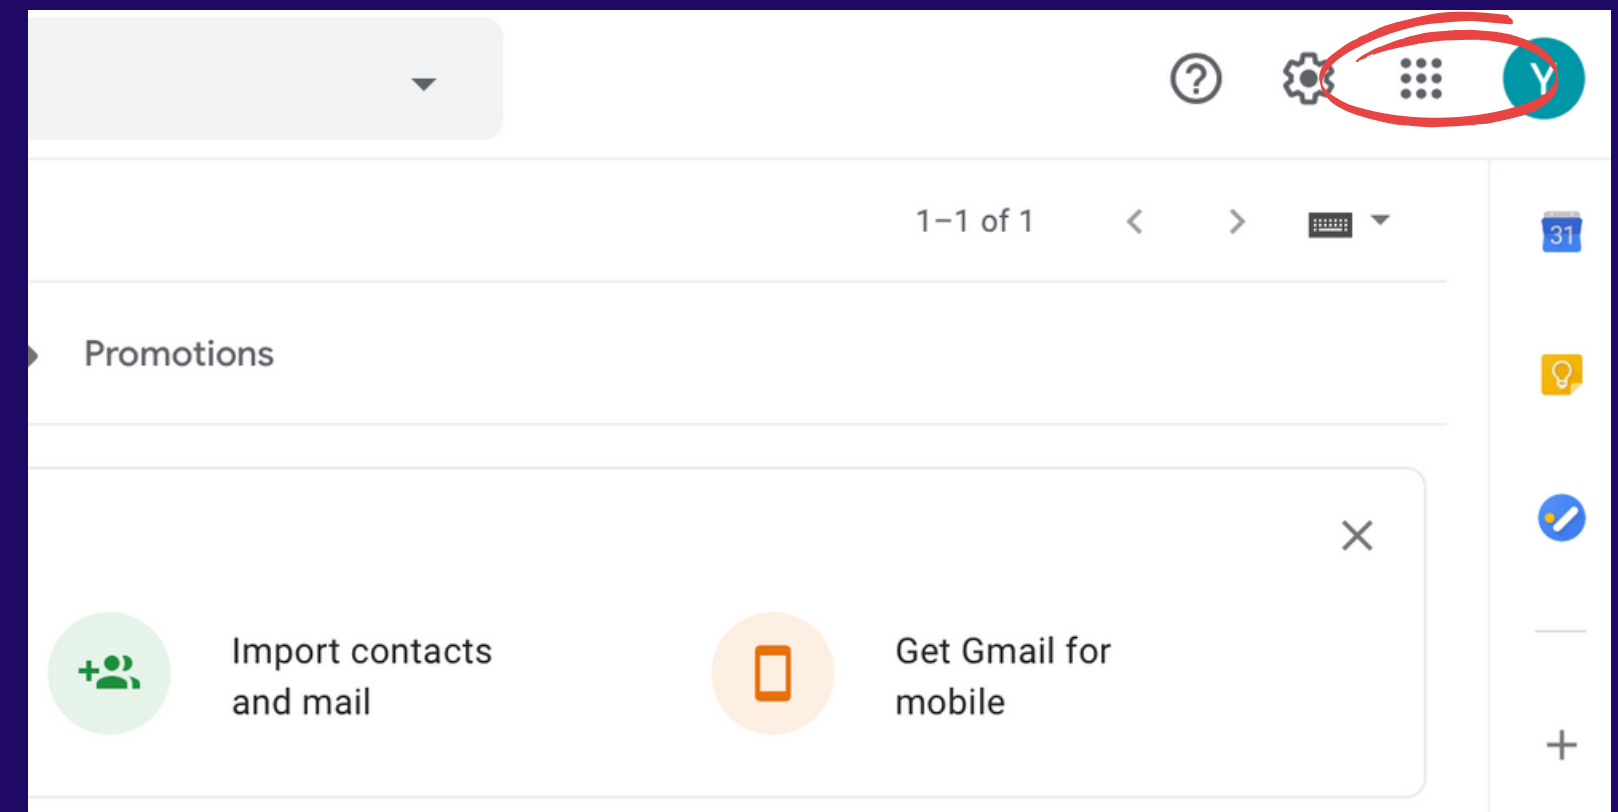 ?
Y
1–1 of 1
31
Promotions
Import contacts
and mail
Get Gmail for
mobile